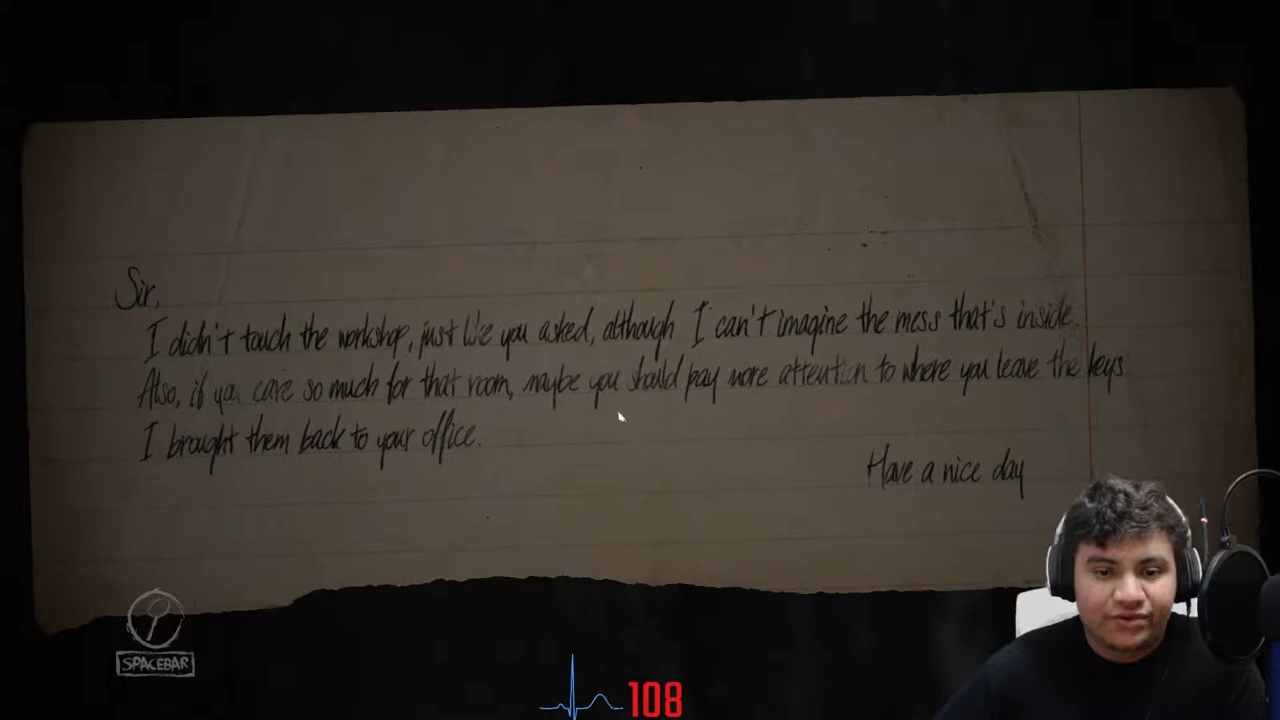 Sir,
I didn't touch the workshop, just like you asked, although I can't imagine the mess that's inside.
Also, if you care so much for that room, maybe you should pay more attention to where you leave the keys
I brought them back to your office.
Have a nice day
SPACEBAR
108